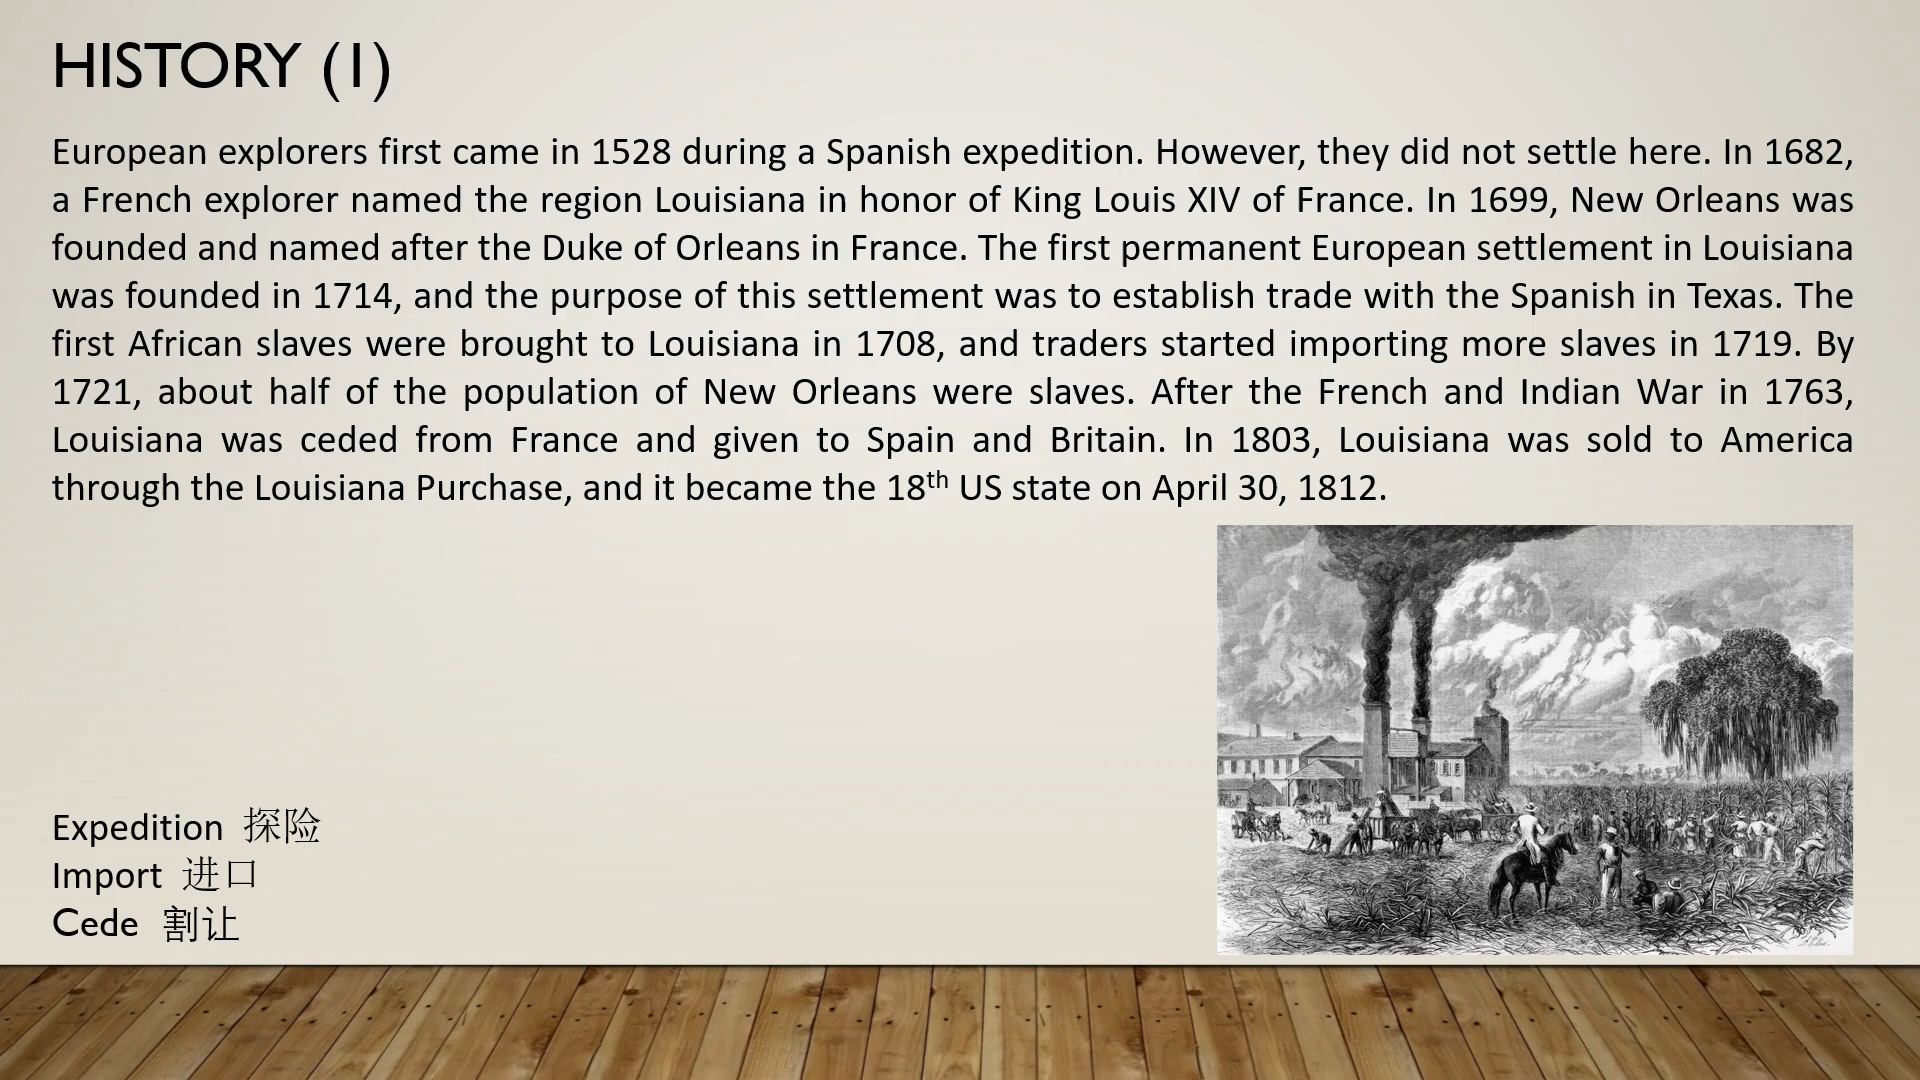 HISTORY (1)
European explorers first came in 1528 during a Spanish expedition. However, they did not settle here. In 1682,
a French explorer named the region Louisiana in honor of King Louis XIV of France. In 1699, New Orleans was
founded and named after the Duke of Orleans in France. The first permanent European settlement in Louisiana
was founded in 1714, and the purpose of this settlement was to establish trade with the Spanish in Texas. The
first African slaves were brought to Louisiana in 1708, and traders started importing more slaves in 1719. By
1721, about half of the population of New Orleans were slaves. After the French and Indian War in 1763,
Louisiana was ceded from France and given to Spain and Britain. In 1803, Louisiana was sold to America
through the Louisiana Purchase, and it became the 18th US state on April 30, 1812.
Expedition 探险
Import 进口
Cede 割让